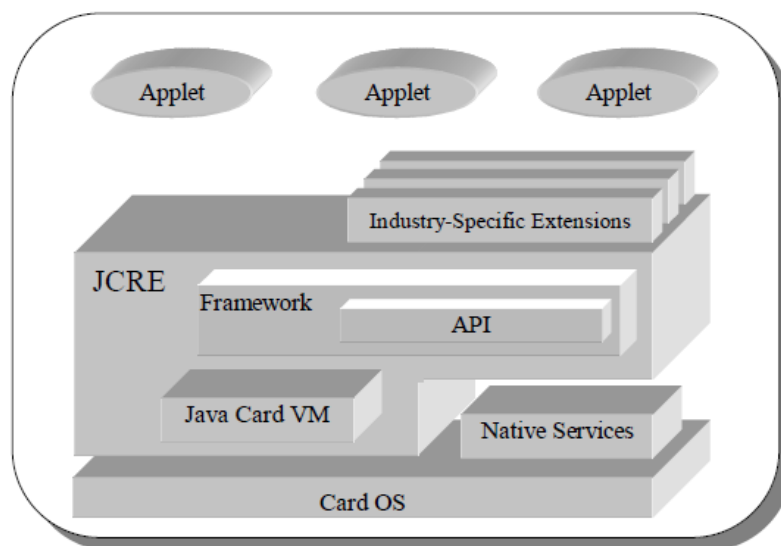 Applet
Applet
Applet
Industry-Specific Extensions
JCRE
Framework
API
Java Card VM
Native Services
Card OS